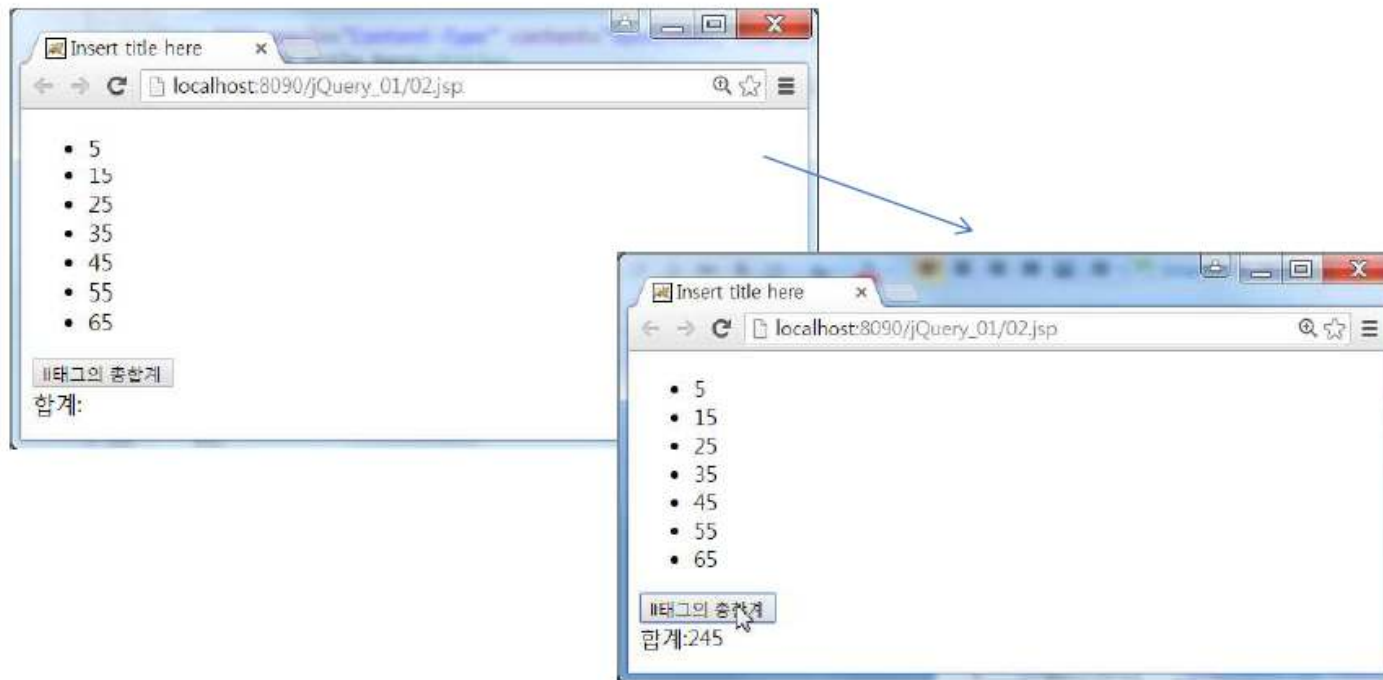 Insert title here
localhost:8090/jQuery_01/02.jsp
• 5
• 15
• 25
• 35
• 45
• 55
• 65
li태그의 총합계
합계:
Insert title here
localhost:8090/jQuery_01/02.jsp
• 5
• 15
• 25
• 35
• 45
• 55
• 65
li태그의 총합계
합계:245